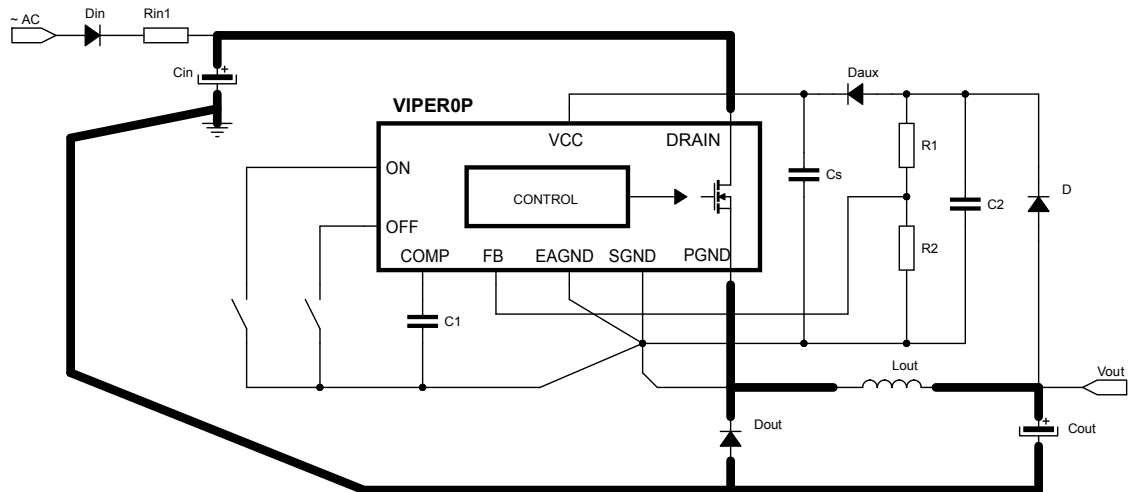 ~ AC
Din
Rin1
Cin
+
VIPER0P
Daux
VCC
DRAIN
R1
ON
CONTROL
Cs
C2
D
OFF
R2
COMP
FB
EAGND
SGND
PGND
C1
Lout
Vout
Dout
+
Cout